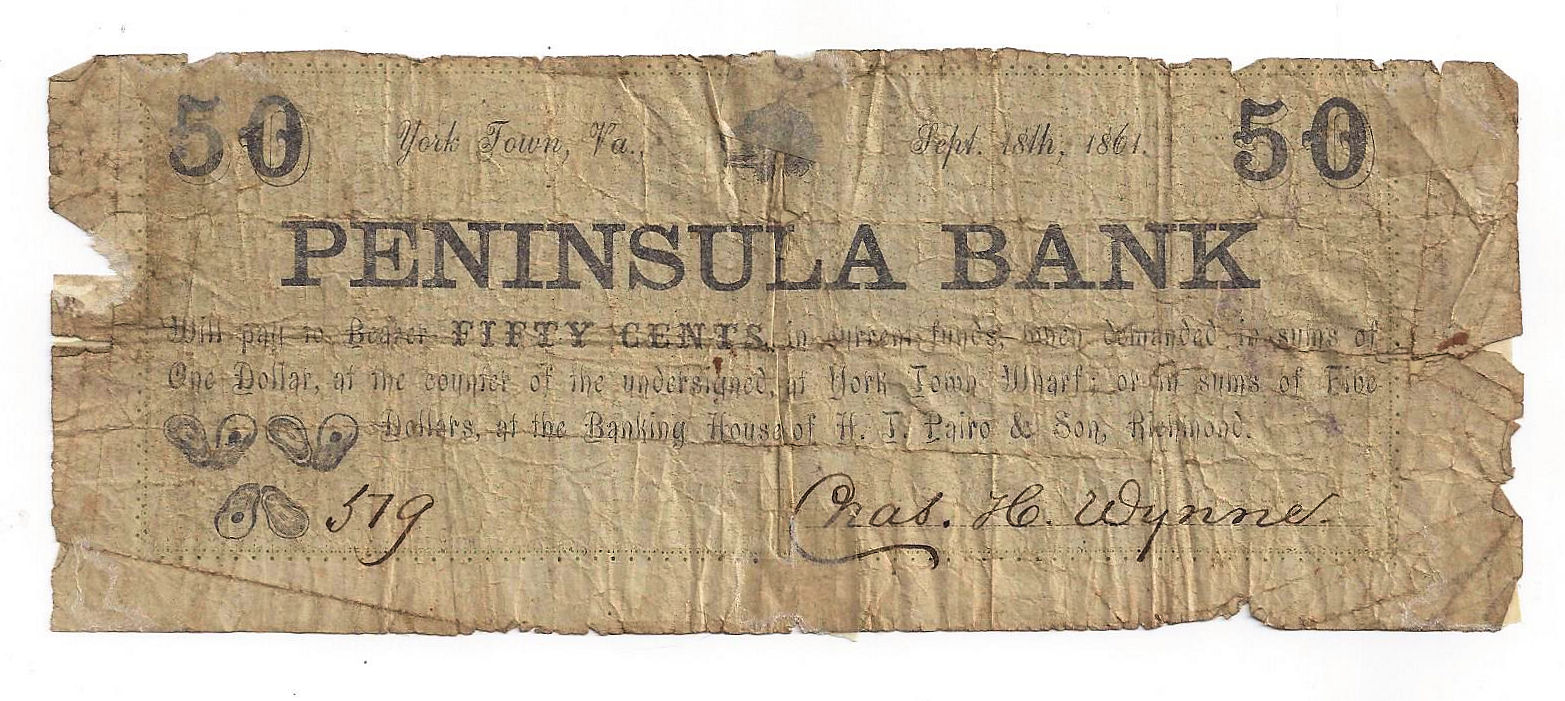 50 York Town, Va., Sept. 18th, 1861. 50
PENINSULA BANK
Will pay to Bearer FIFTY CENTS, in current funds, when demanded in sums of
One Dollar, at the counter of the undersigned, at York Town Wharf; or in sums of Five
Dollars, at the Banking House of H. T. Pairo & Son, Richmond.
579 Chas. H. Wynne.